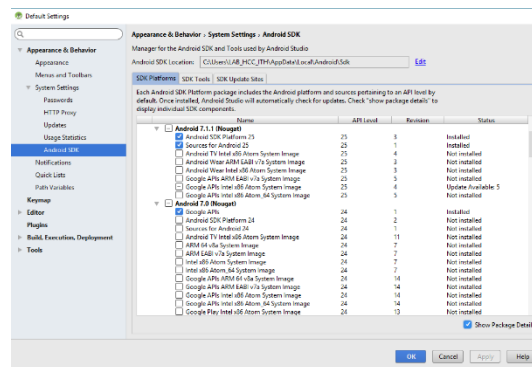 Default Settings
Appearance & Behavior
Appearance
Menus and Toolbars
System Settings
Passwords
HTTP Proxy
Updates
Usage Statistics
Android SDK
Notifications
Quick Lists
Path Variables
Keymap
Editor
Plugins
Build, Execution, Deployment
Tools
Appearance & Behavior › System Settings › Android SDK
Manager for the Android SDK and Tools used by Android Studio
Android SDK Location: C:\Users\LAB_HCC_ITH\AppData\Local\Android\Sdk Edit
SDK Platforms SDK Tools SDK Update Sites
Each Android SDK Platform package includes the Android platform and sources pertaining to an API level by
default. Once installed, Android Studio will automatically check for updates. Check "show package details" to
display individual SDK components.
Name API Level Revision Status
Android 7.1.1 (Nougat)
Android SDK Platform 25 25 3 Installed
Sources for Android 25 25 1 Installed
Android TV Intel x86 Atom System Image 25 4 Not installed
Android Wear ARM EABI v7a System Image 25 3 Not installed
Android Wear Intel x86 Atom System Image 25 3 Not installed
Google APIs ARM EABI v7a System Image 25 5 Not installed
Google APIs Intel x86 Atom System Image 25 4 Update Available: 5
Google APIs Intel x86 Atom_64 System Image 25 5 Not installed
Android 7.0 (Nougat)
Google APIs 24 1 Installed
Android SDK Platform 24 24 2 Not installed
Sources for Android 24 24 1 Not installed
Android TV Intel x86 Atom System Image 24 11 Not installed
ARM 64 v8a System Image 24 7 Not installed
ARM EABI v7a System Image 24 7 Not installed
Intel x86 Atom System Image 24 7 Not installed
Intel x86 Atom_64 System Image 24 7 Not installed
Google APIs ARM 64 v8a System Image 24 14 Not installed
Google APIs ARM EABI v7a System Image 24 14 Not installed
Google APIs Intel x86 Atom System Image 24 14 Not installed
Google APIs Intel x86 Atom_64 System Image 24 14 Not installed
Google Play Intel x86 Atom System Image 24 13 Not installed
Show Package Detail
OK Cancel Apply Help